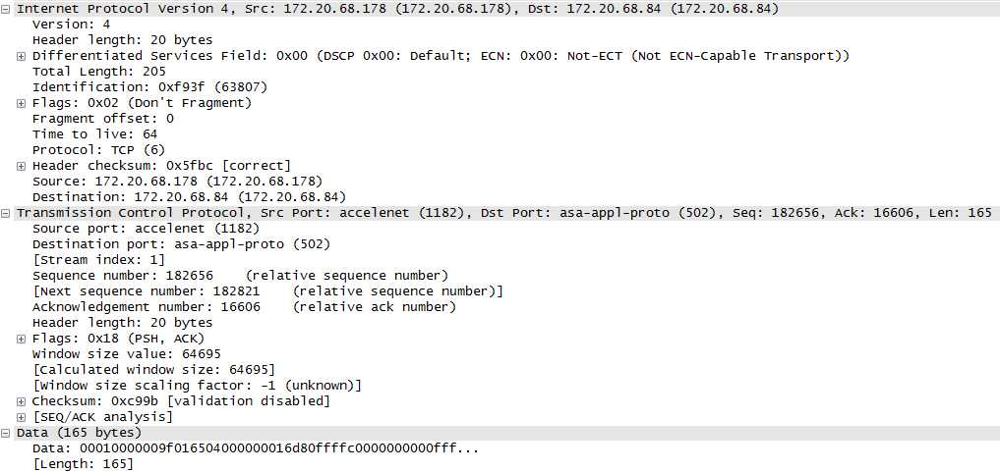 Internet Protocol Version 4, Src: 172.20.68.178 (172.20.68.178), Dst: 172.20.68.84 (172.20.68.84)
Version: 4
Header length: 20 bytes
Differentiated Services Field: 0x00 (DSCP 0x00: Default; ECN: 0x00: Not-ECT (Not ECN-Capable Transport))
Total Length: 205
Identification: 0xf93f (63807)
Flags: 0x02 (Don't Fragment)
Fragment offset: 0
Time to live: 64
Protocol: TCP (6)
Header checksum: 0x5fbc [correct]
Source: 172.20.68.178 (172.20.68.178)
Destination: 172.20.68.84 (172.20.68.84)
Transmission Control Protocol, Src Port: accelenet (1182), Dst Port: asa-appl-proto (502), Seq: 182656, Ack: 16606, Len: 165
Source port: accelenet (1182)
Destination port: asa-appl-proto (502)
[Stream index: 1]
Sequence number: 182656    (relative sequence number)
[Next sequence number: 182821    (relative sequence number)]
Acknowledgement number: 16606    (relative ack number)
Header length: 20 bytes
Flags: 0x18 (PSH, ACK)
Window size value: 64695
[Calculated window size: 64695]
[Window size scaling factor: -1 (unknown)]
Checksum: 0xc99b [validation disabled]
[SEQ/ACK analysis]
Data (165 bytes)
Data: 00010000009f016504000000016d80ffffc0000000000fff...
[Length: 165]